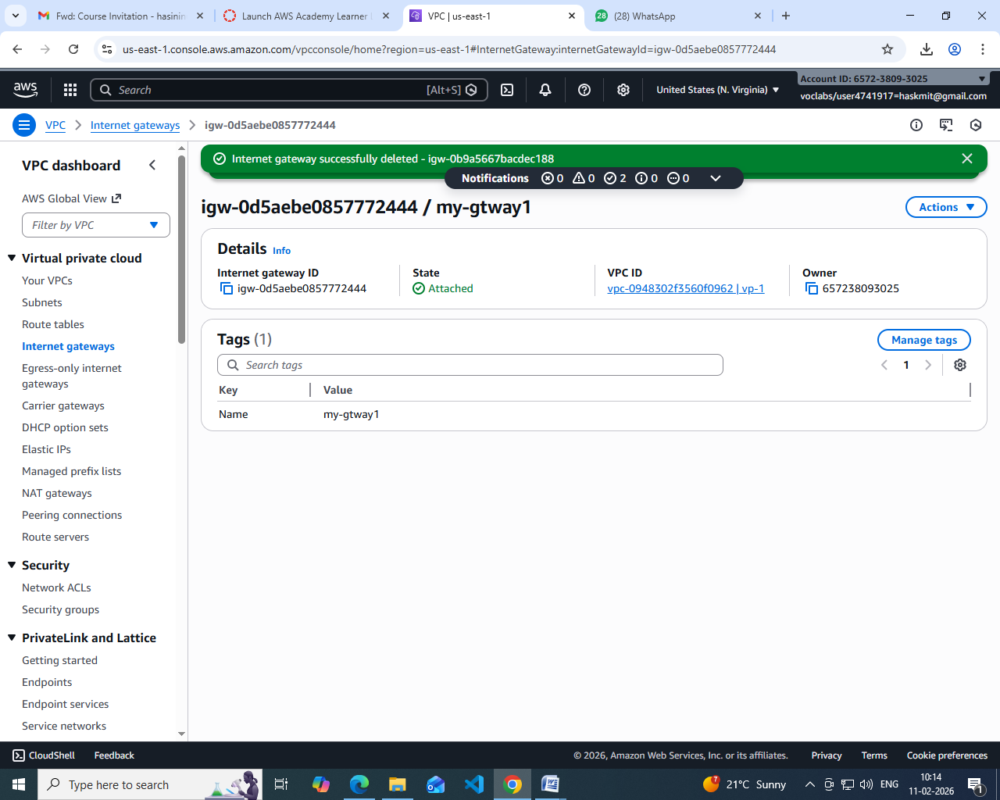 Fwd: Course Invitation - hasinin
Launch AWS Academy Learner L
VPC | us-east-1
28
(28) WhatsApp
us-east-1.console.aws.amazon.com/vpcconsole/home?region=us-east-1#InternetGateway:internetGatewayId=igw-0d5aebe0857772444
aws
Search
[Alt+S]
United States (N. Virginia)
Account ID: 6572-3809-3025
voclabs/user4741917=haskmit@gmail.com
VPC
Internet gateways
igw-0d5aebe0857772444
VPC dashboard
AWS Global View
Filter by VPC
Virtual private cloud
Your VPCs
Subnets
Route tables
Internet gateways
Egress-only internet
gateways
Carrier gateways
DHCP option sets
Elastic IPs
Managed prefix lists
NAT gateways
Peering connections
Route servers
Security
Network ACLs
Security groups
PrivateLink and Lattice
Getting started
Endpoints
Endpoint services
Service networks
Internet gateway successfully deleted - igw-0b9a5667bacdec188
Notifications 0 0 2 0 0
igw-0d5aebe0857772444 / my-gtway1
Actions
Details Info
Internet gateway ID
igw-0d5aebe0857772444
State
Attached
VPC ID
vpc-0948302f3560f0962 | vp-1
Owner
657238093025
Tags (1)
Manage tags
Search tags
1
Key Value
Name my-gtway1
CloudShell Feedback
© 2026, Amazon Web Services, Inc. or its affiliates. Privacy Terms Cookie preferences
Type here to search
7
21°C Sunny
ENG
10:14
11-02-2026
1